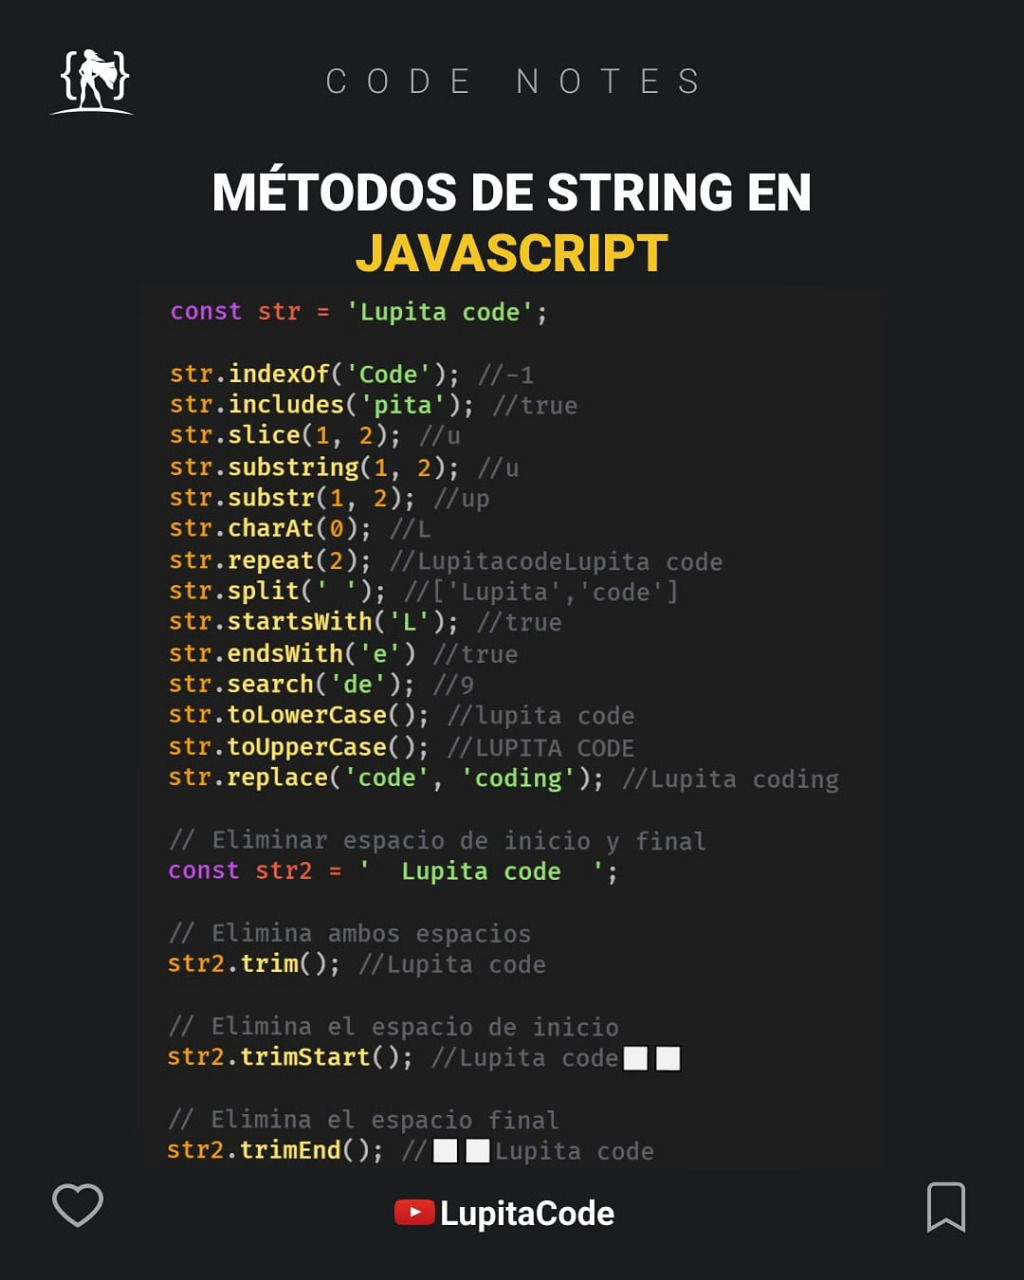 CODE NOTES
MÉTODOS DE STRING EN
JAVASCRIPT
const str = 'Lupita code';
str.indexOf('Code'); //-1
str.includes('pita'); //true
str.slice(1, 2); //u
str.substring(1, 2); //u
str.substr(1, 2); //up
str.charAt(0); //L
str.repeat(2); //LupitacodeLupita code
str.split(' '); //['Lupita','code']
str.startsWith('L'); //true
str.endsWith('e') //true
str.search('de'); //9
str.toLowerCase(); //lupita code
str.toUpperCase(); //LUPITA CODE
str.replace('code', 'coding'); //Lupita coding
// Eliminar espacio de inicio y final
const str2 = '  Lupita code  ';
// Elimina ambos espacios
str2.trim(); //Lupita code
// Elimina el espacio de inicio
str2.trimStart(); //Lupita code⬜⬜
// Elimina el espacio final
str2.trimEnd(); //⬜⬜Lupita code
LupitaCode